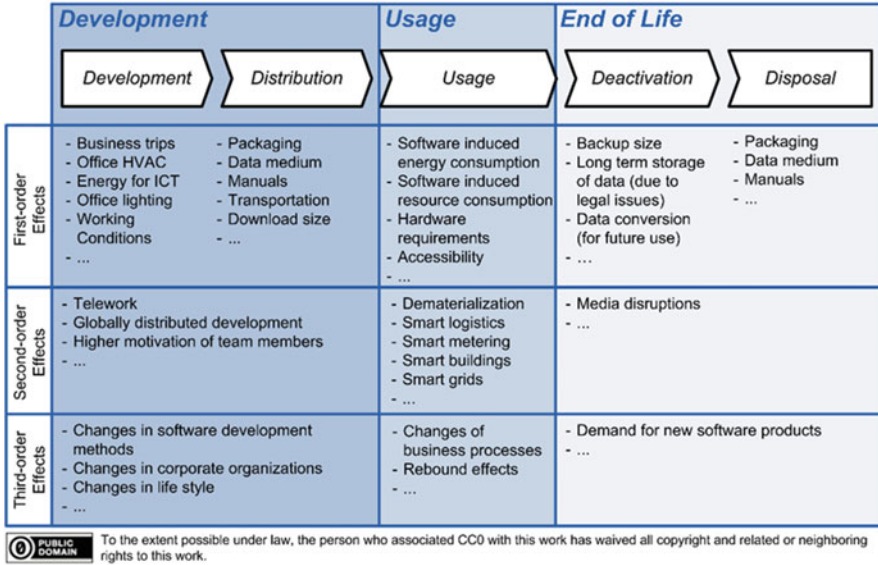 Development
Usage
End of Life
Development
Distribution
Usage
Deactivation
Disposal
First-order
Effects
- Business trips
- Office HVAC
- Energy for ICT
- Office lighting
- Working
Conditions
- ...
- Packaging
- Data medium
- Manuals
- Transportation
- Download size
- ...
- Software induced
energy consumption
- Software induced
resource consumption
- Hardware
requirements
- Accessibility
- ...
- Backup size
- Long term storage
of data (due to
legal issues)
- Data conversion
(for future use)
- ...
- Packaging
- Data medium
- Manuals
- ...
Second-order
Effects
- Telework
- Globally distributed development
- Higher motivation of team members
- ...
- Dematerialization
- Smart logistics
- Smart metering
- Smart buildings
- Smart grids
- ...
- Media disruptions
- ...
Third-order
Effects
- Changes in software development
methods
- Changes in corporate organizations
- Changes in life style
- ...
- Changes of
business processes
- Rebound effects
- ...
- Demand for new software products
- ...
0 PUBLIC
DOMAIN
To the extent possible under law, the person who associated CC0 with this work has waived all copyright and related or neighboring
rights to this work.